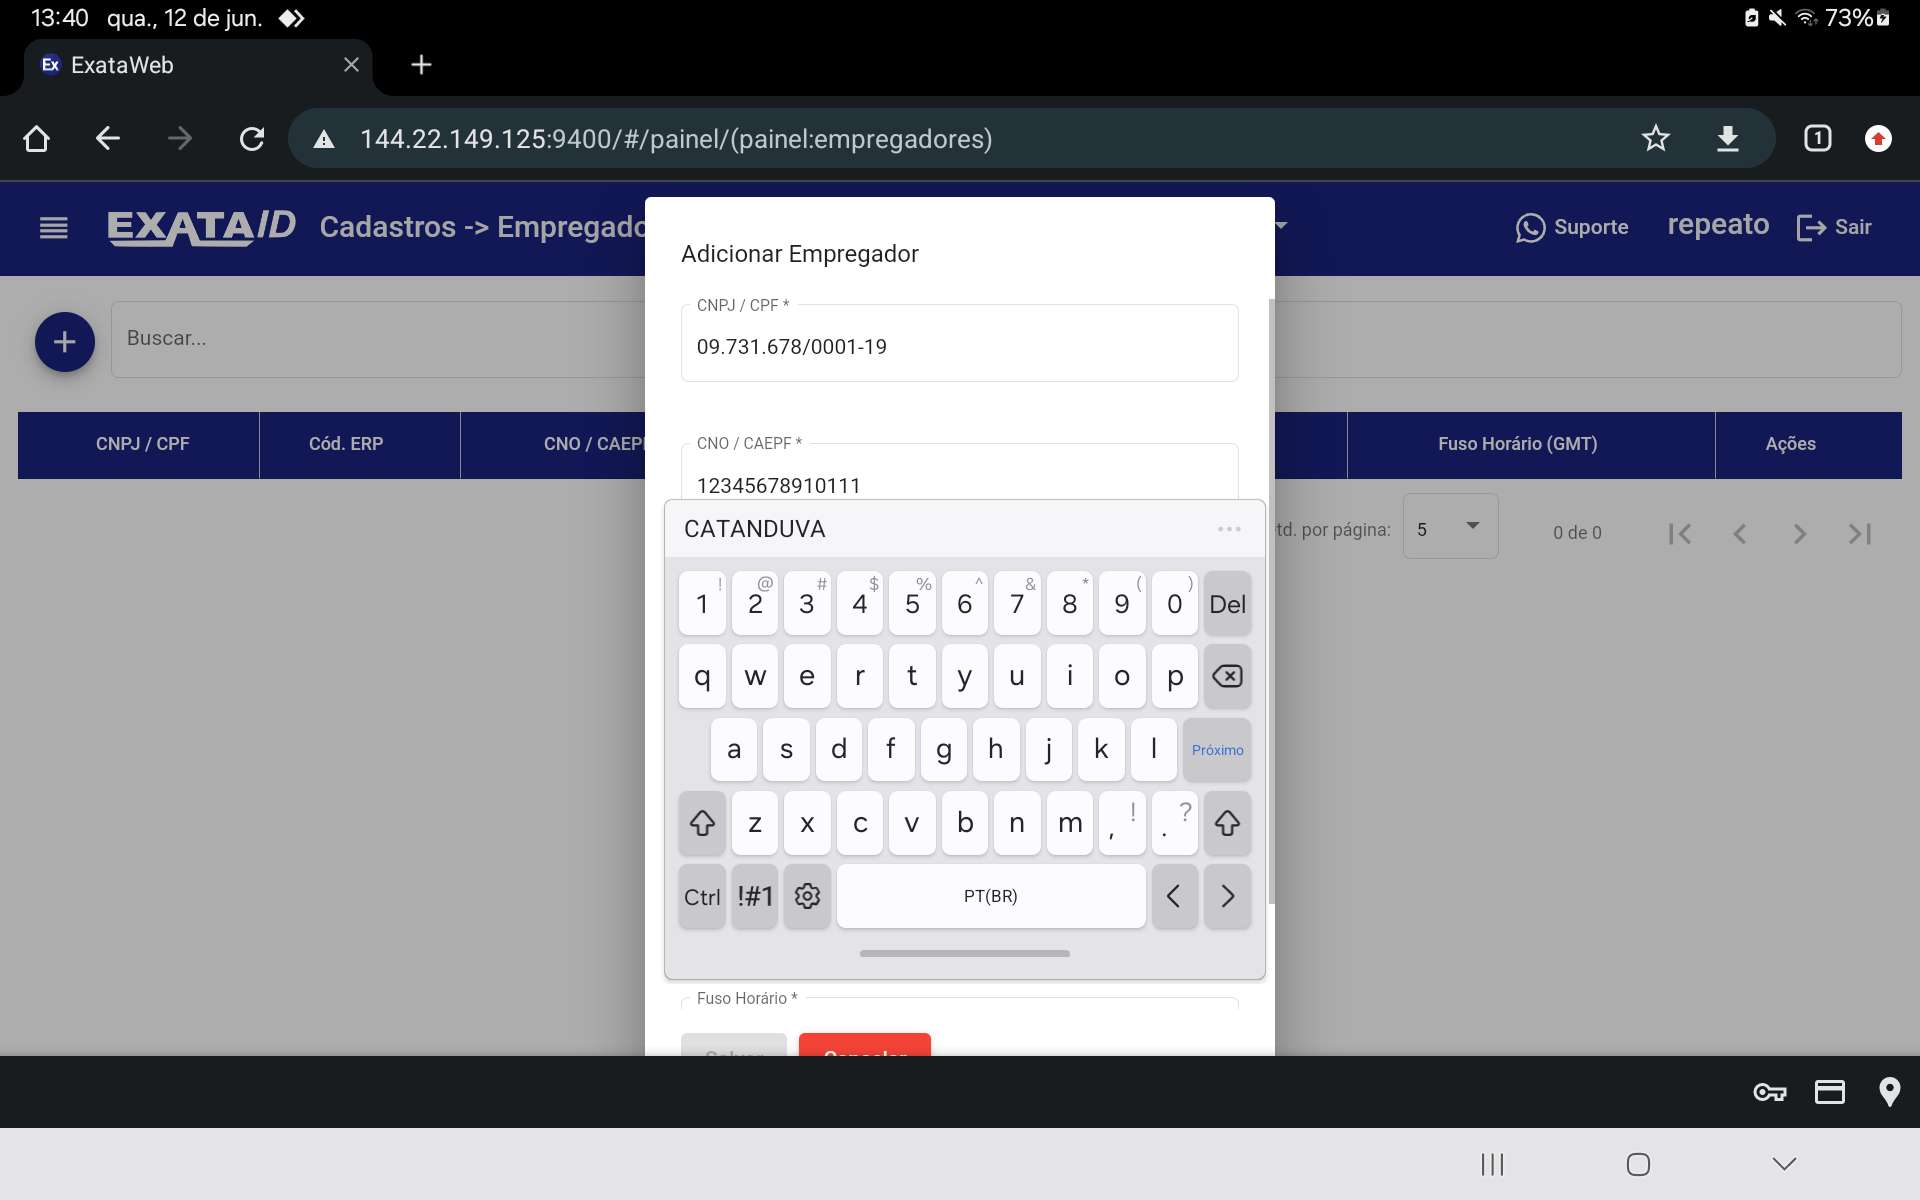 13:40 qua., 12 de jun.
73%
Ex ExataWeb
144.22.149.125:9400/#/painel/(painel:empregadores)
1
EXATA/D Cadastros -> Empregado
Suporte repeato Sair
Adicionar Empregador
CNPJ / CPF *
09.731.678/0001-19
Buscar...
CNPJ / CPF Cód. ERP CNO / CAEPF Fuso Horário (GMT) Ações
CNO / CAEPF *
12345678910111
td. por página: 5 0 de 0
CATANDUVA ...
! @ # $ % ^ & * ( )
1 2 3 4 5 6 7 8 9 0 Del
q w e r t y u i o p
a s d f g h j k l Próximo
z x c v b n m , ! . ?
Ctrl !#1 PT(BR) < >
Fuso Horário *
Salvar Cancelar